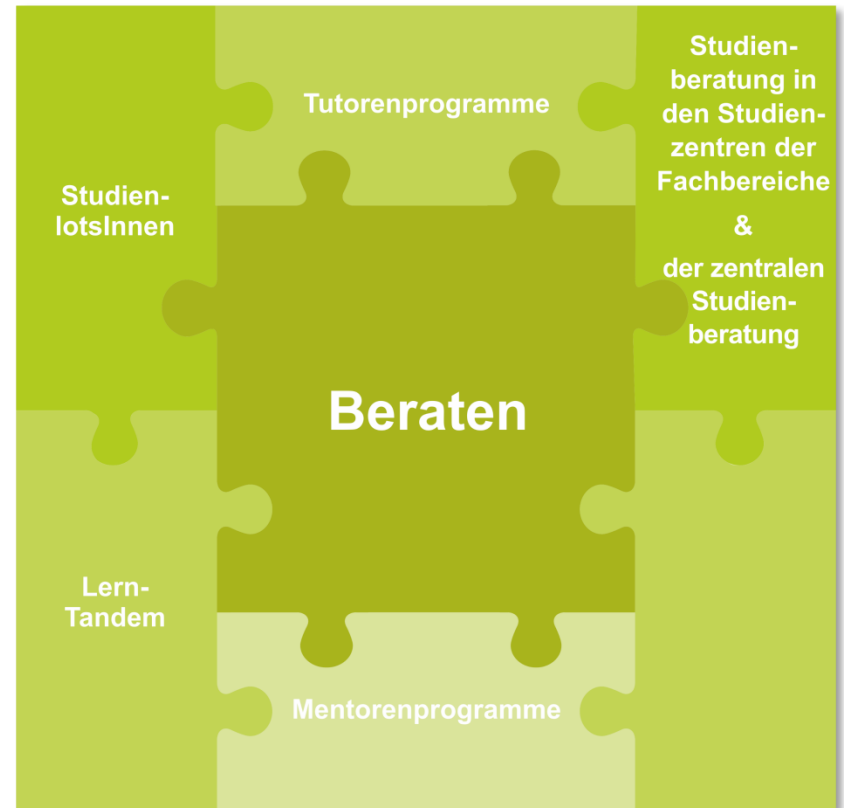 Tutorenprogramme
Studien-
beratung in
den Studien-
zentren der
Fachbereiche
&
der zentralen
Studien-
beratung
Studien-
lotsInnen
Beraten
Lern-
Tandem
Mentorenprogramme